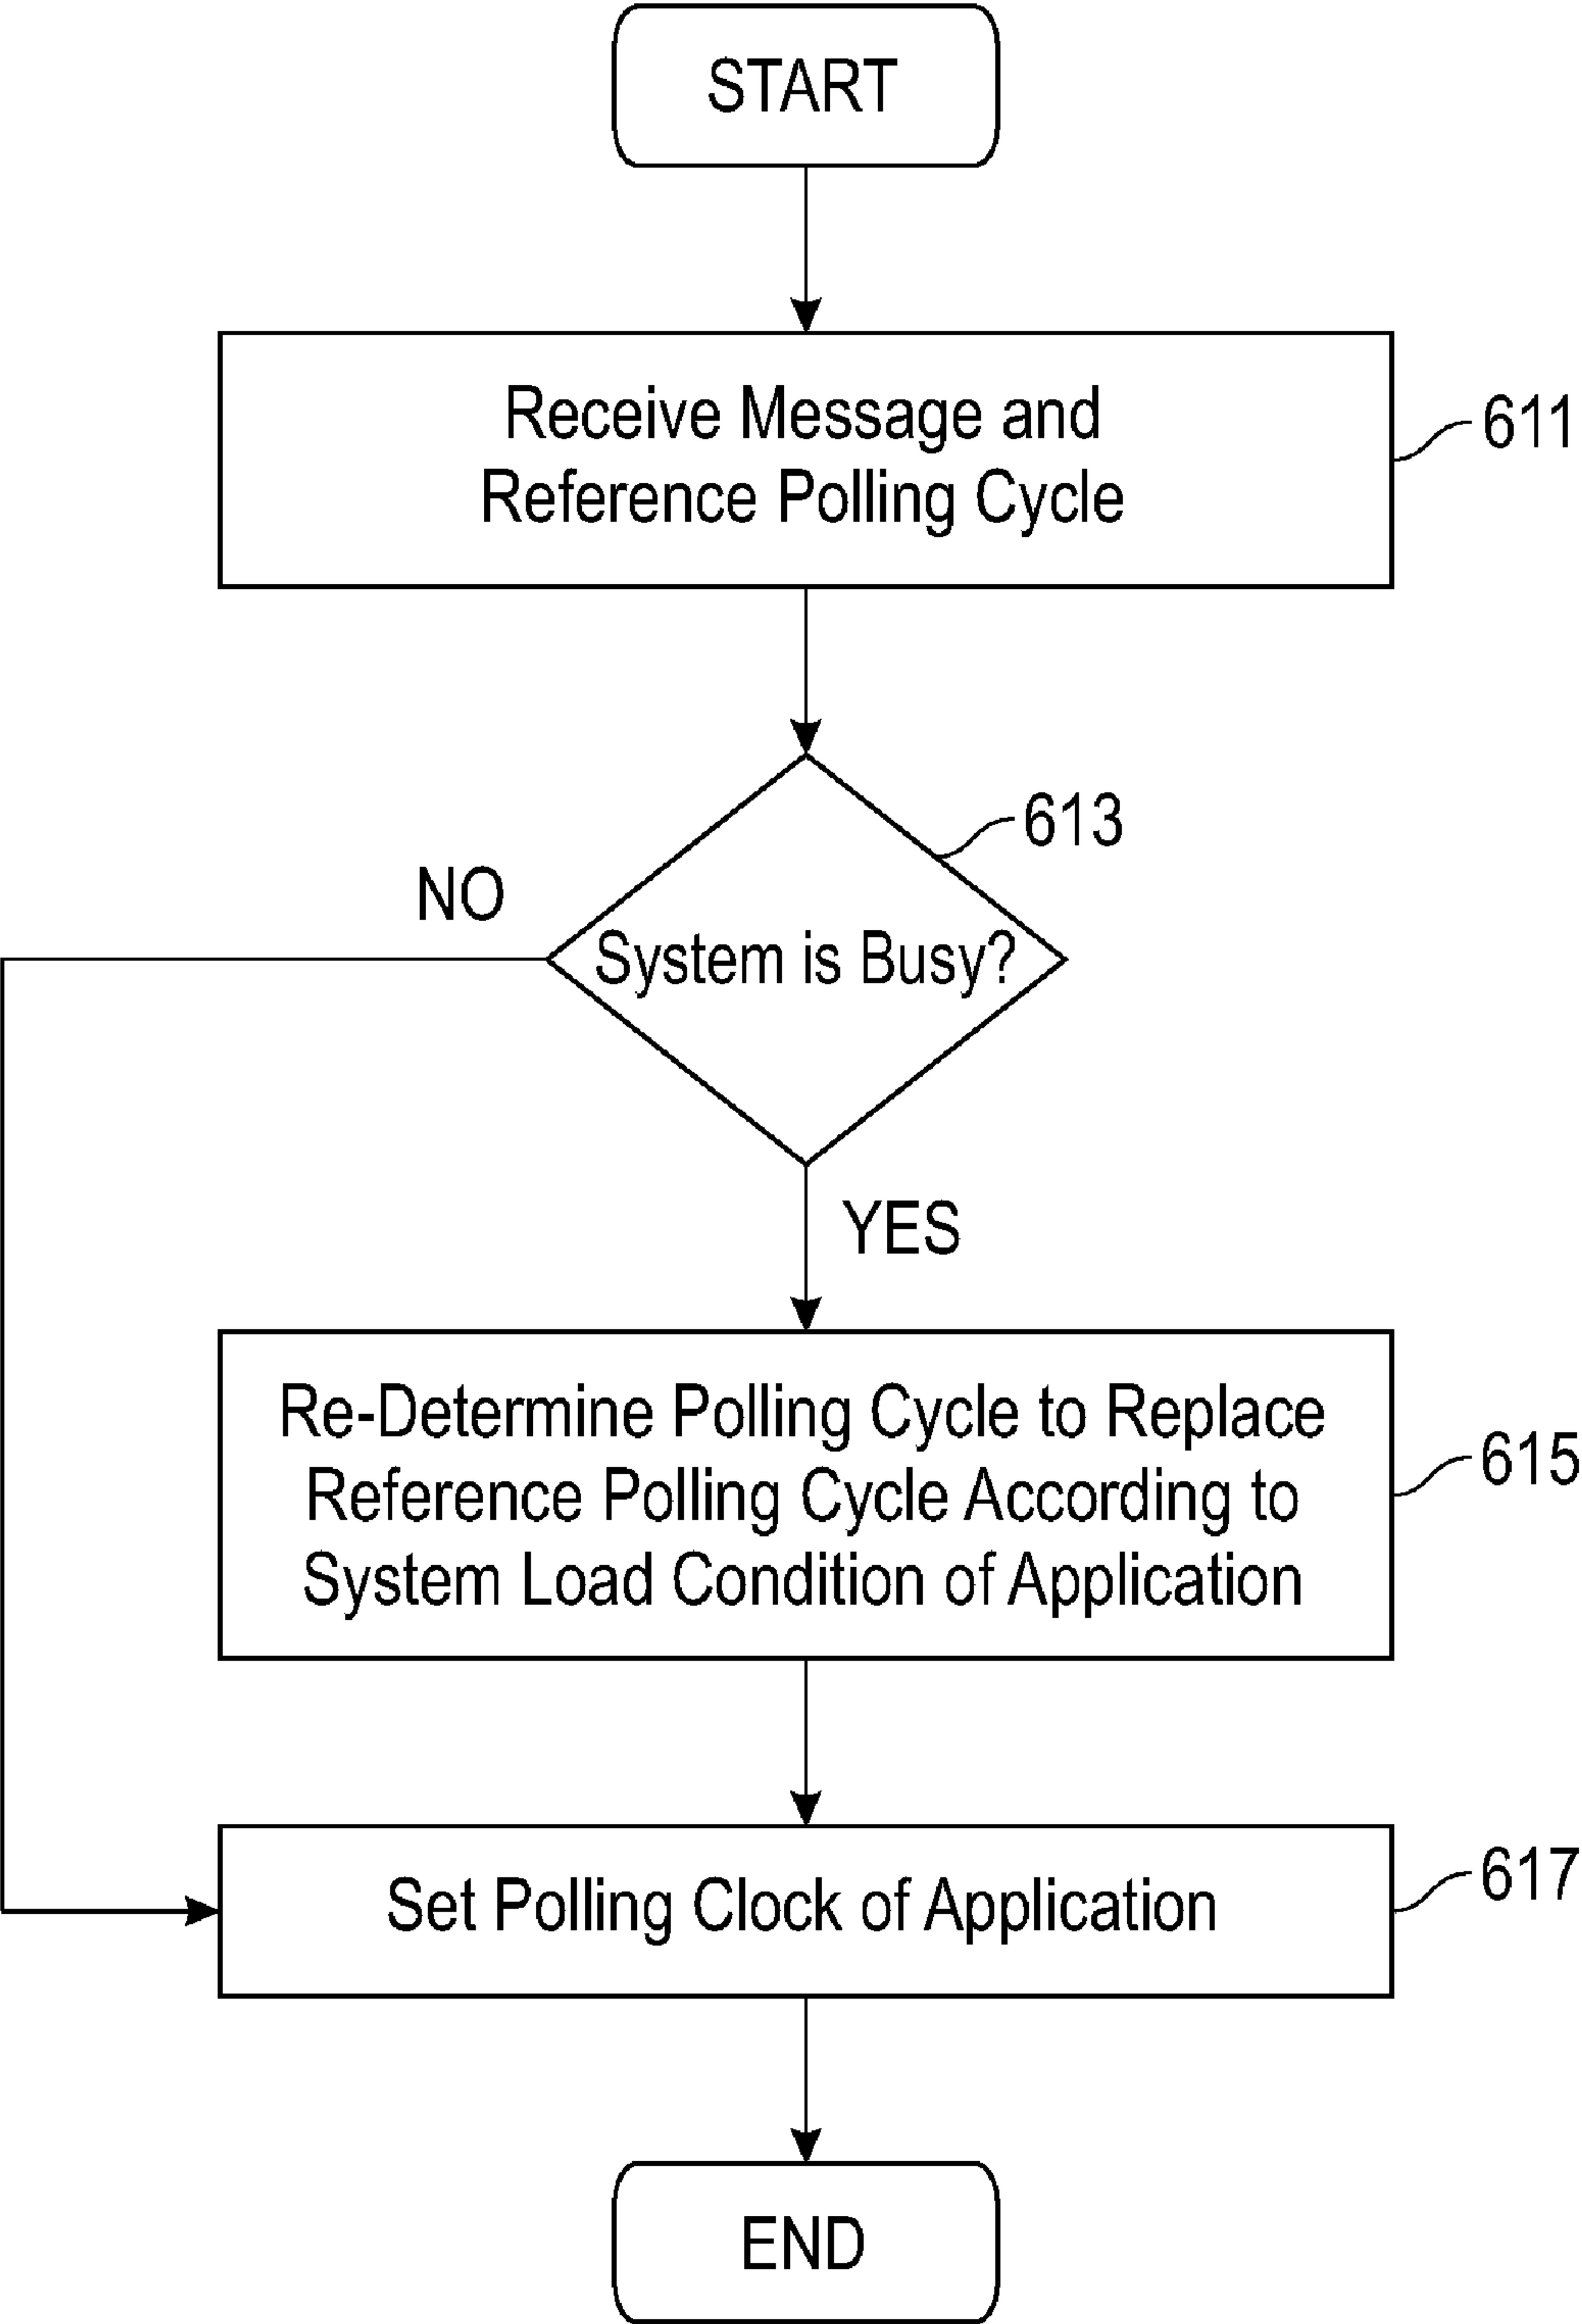 START
Receive Message and
Reference Polling Cycle
611
613
NO
System is Busy?
YES
Re-Determine Polling Cycle to Replace
Reference Polling Cycle According to
System Load Condition of Application
615
Set Polling Clock of Application
617
END